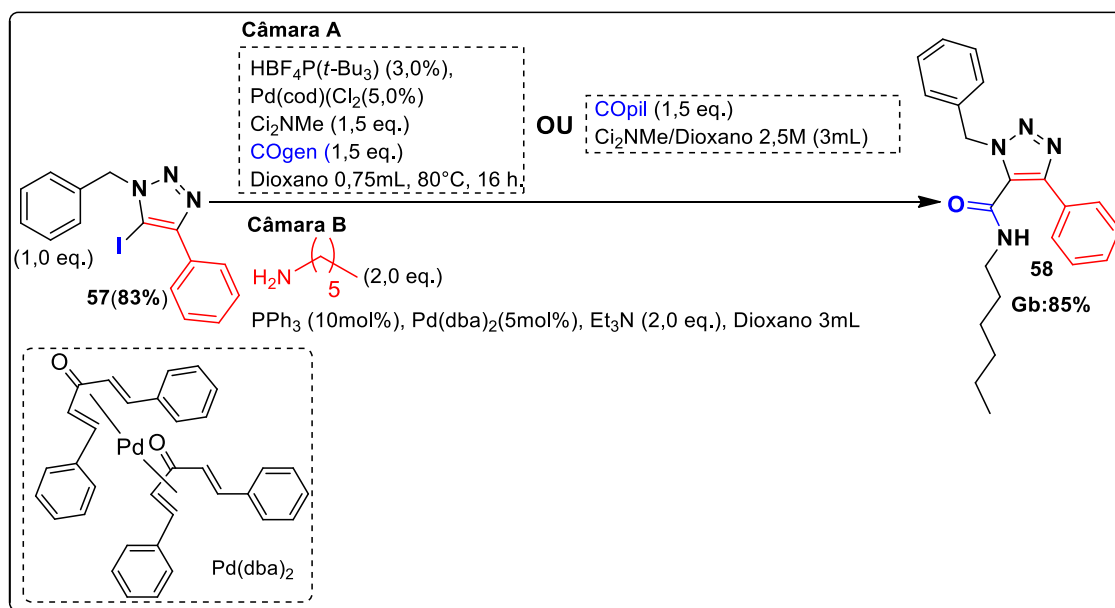 Câmara A
HBF4P(t-Bu3) (3,0%),
Pd(cod)(Cl2(5,0%)
Ci2NMe (1,5 eq.)
COgen (1,5 eq.)
Dioxano 0,75mL, 80°C, 16 h.
OU
COpil (1,5 eq.)
Ci2NMe/Dioxano 2,5M (3mL)
N
N
N
I
(1,0 eq.)
57(83%)
Câmara B
H2N
5
(2,0 eq.)
PPh3 (10mol%), Pd(dba)2(5mol%), Et3N (2,0 eq.), Dioxano 3mL
N
N
N
O
NH
58
Gb:85%
O
Pd
O
Pd(dba)2